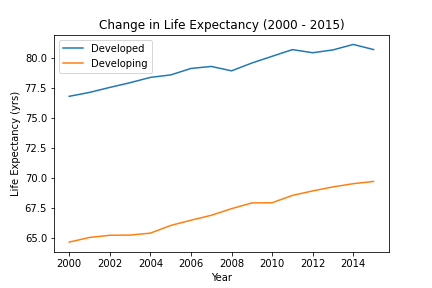 Change in Life Expectancy (2000 - 2015)
Developed
Developing
80.0
77.5
75.0
72.5
70.0
67.5
65.0
Life Expectancy (yrs)
2000 2002 2004 2006 2008 2010 2012 2014
Year